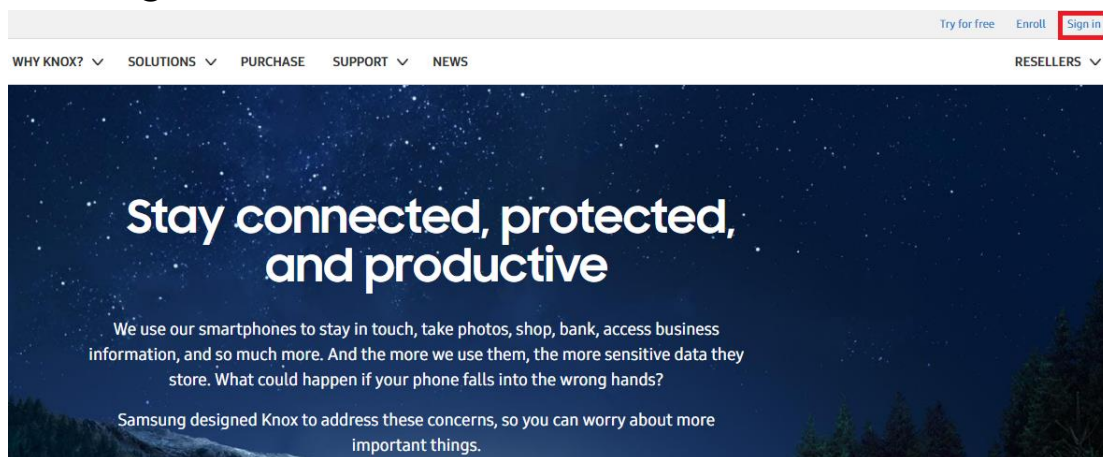 Try for free Enroll Sign in
WHY KNOX? SOLUTIONS PURCHASE SUPPORT NEWS RESELLERS
Stay connected, protected,
and productive
We use our smartphones to stay in touch, take photos, shop, bank, access business
information, and so much more. And the more we use them, the more sensitive data they
store. What could happen if your phone falls into the wrong hands?
Samsung designed Knox to address these concerns, so you can worry about more
important things.